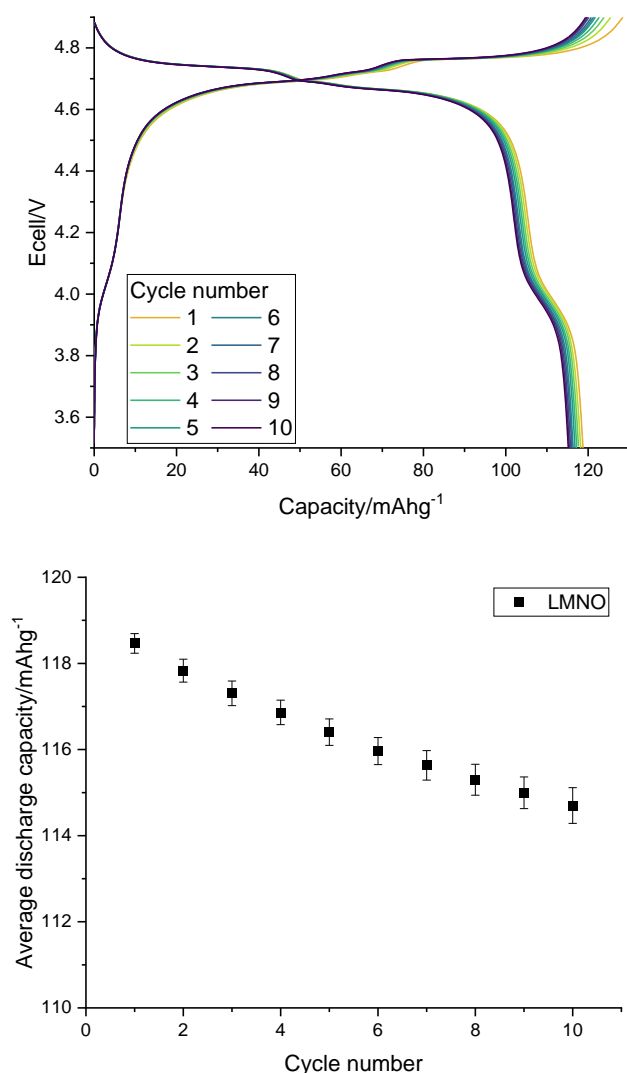 4.8
4.6
4.4
4.2
4.0
3.8
3.6
Ecell/V
Cycle number
1 6
2 7
3 8
4 9
5 10
0 20 40 60 80 100 120
Capacity/mAhg⁻¹
120
118
116
114
112
110
Average discharge capacity/mAhg⁻¹
LMNO
0 2 4 6 8 10
Cycle number